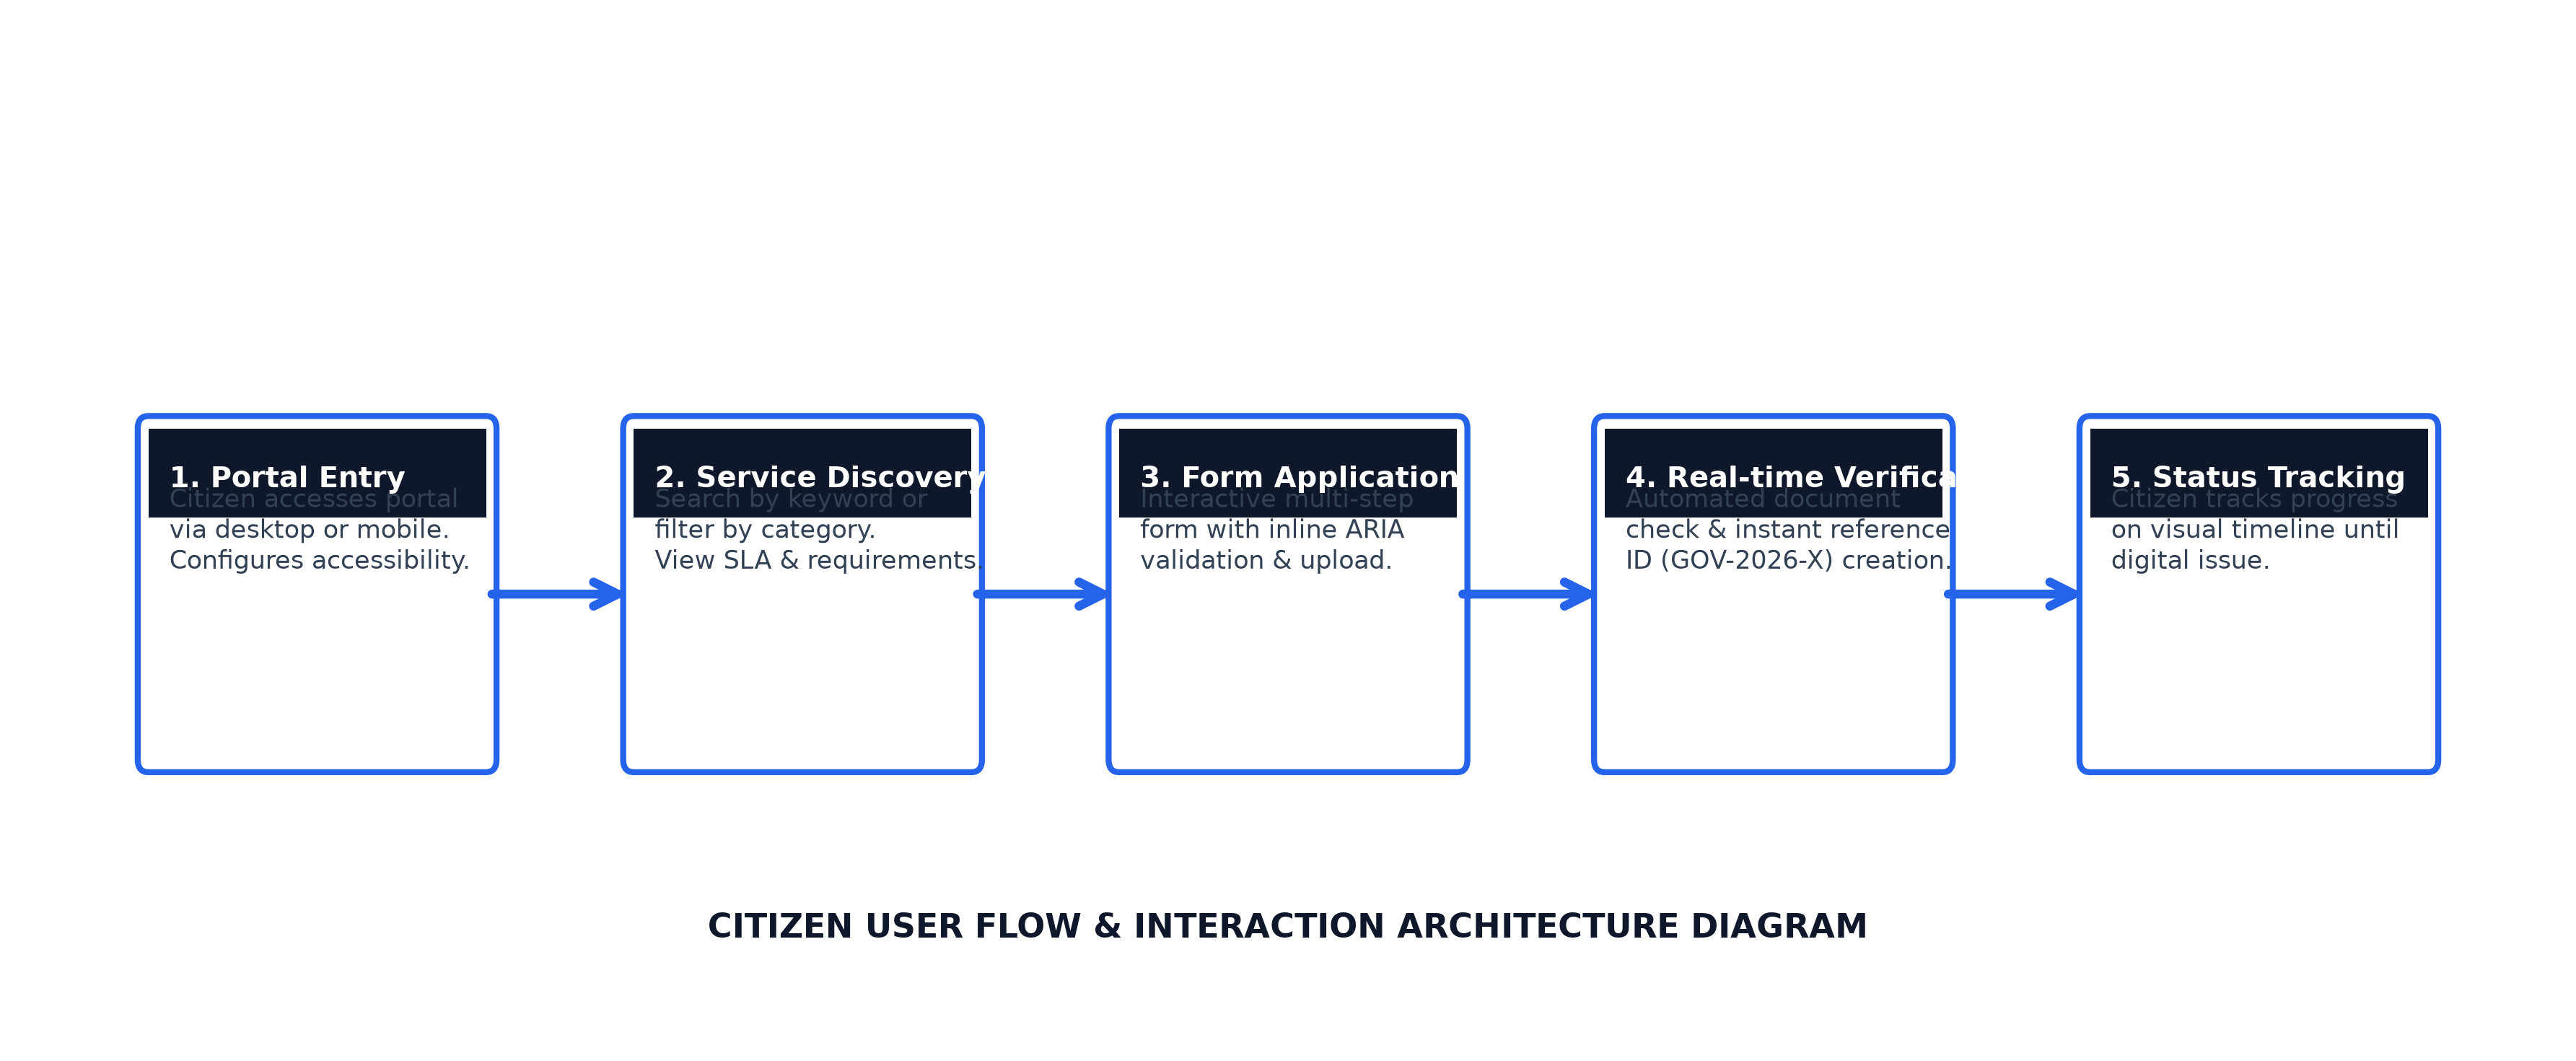 1. Portal Entry
Citizen accesses portal
via desktop or mobile.
Configures accessibility.
2. Service Discovery
Search by keyword or
filter by category.
View SLA & requirements.
3. Form Application
Interactive multi-step
form with inline ARIA
validation & upload.
4. Real-time Verifica
Automated document
check & instant reference
ID (GOV-2026-X) creation.
5. Status Tracking
Citizen tracks progress
on visual timeline until
digital issue.
CITIZEN USER FLOW & INTERACTION ARCHITECTURE DIAGRAM